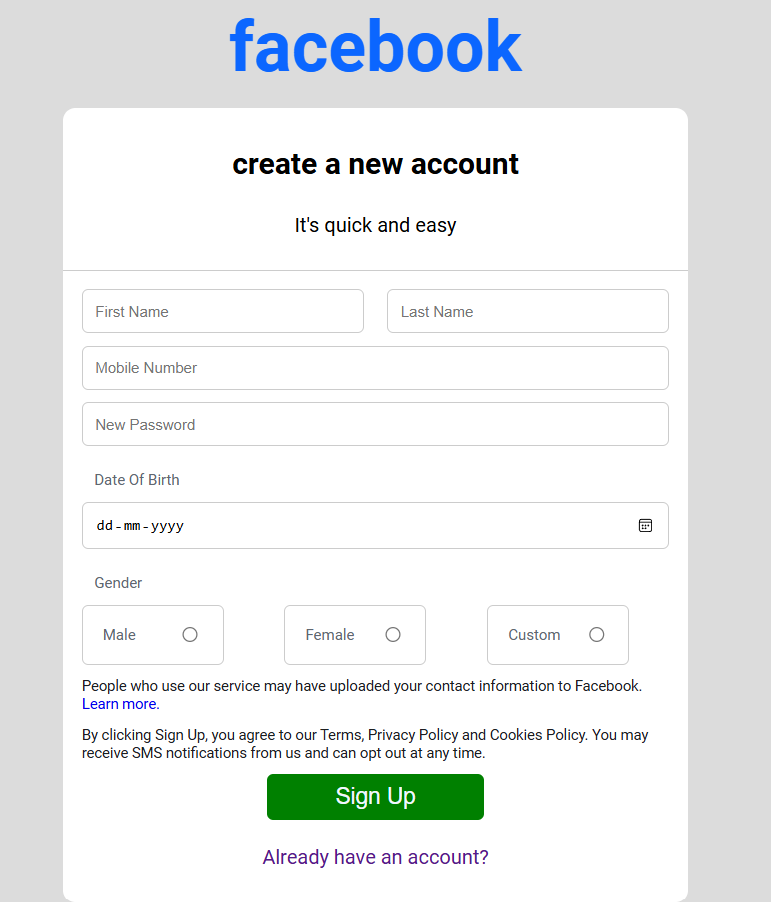 facebook
create a new account
It's quick and easy
First Name
Last Name
Mobile Number
New Password
Date Of Birth
dd-mm-yyyy
Gender
Male
Female
Custom
People who use our service may have uploaded your contact information to Facebook.
Learn more.
By clicking Sign Up, you agree to our Terms, Privacy Policy and Cookies Policy. You may
receive SMS notifications from us and can opt out at any time.
Sign Up
Already have an account?